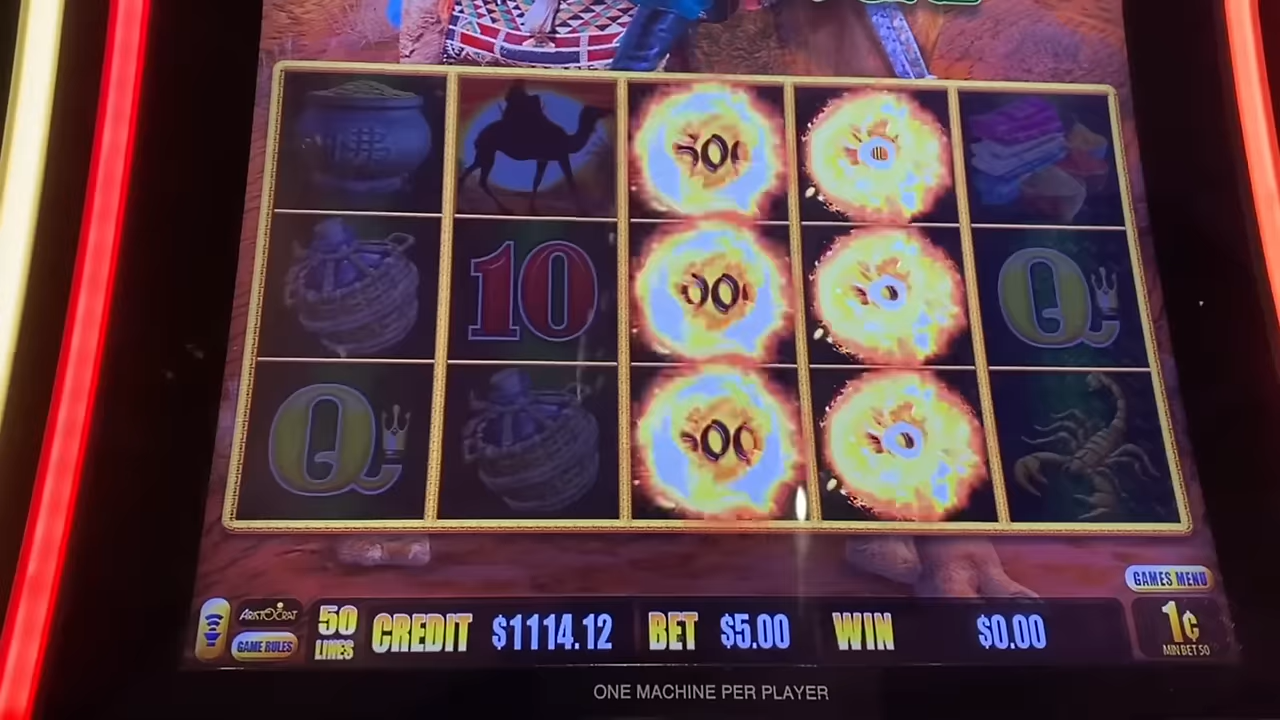 10
Q
Q
ARISTOCRAT
GAME RULES
50
LINES
CREDIT $1114.12
BET $5.00
WIN $0.00
GAMES MENU
1¢
MIN BET 50
ONE MACHINE PER PLAYER